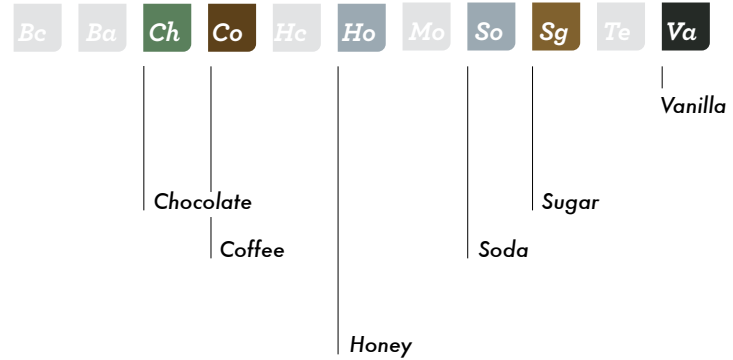 Bc Ba Ch Co Hc Ho Mo So Sg Te Va
Vanilla
Chocolate
Sugar
Coffee
Soda
Honey